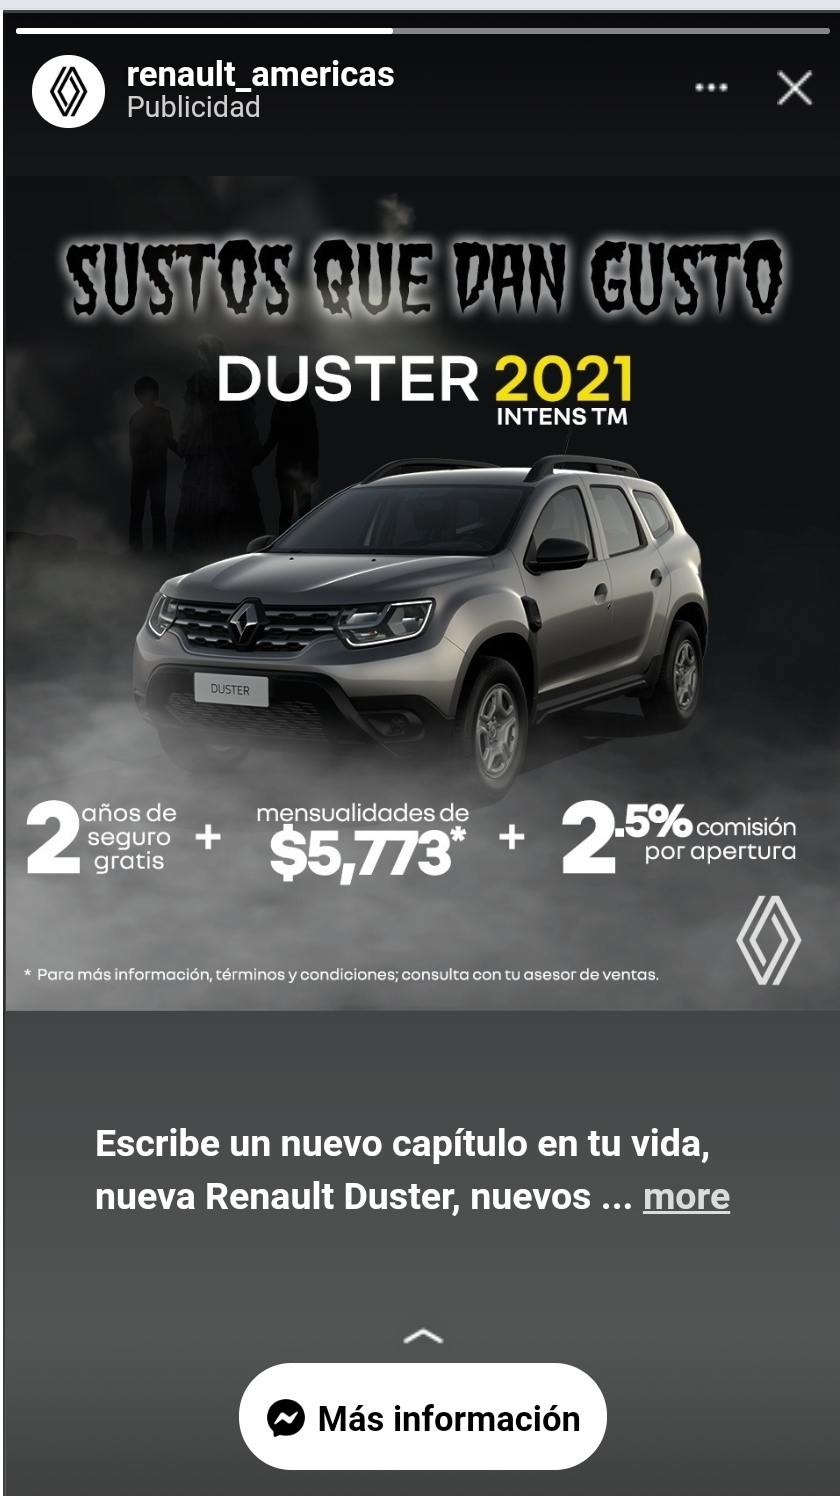 renault_americas
Publicidad
SUSTOS QUE DAN GUSTO
DUSTER 2021
INTENS TM
DUSTER
2 años de seguro gratis
+
mensualidades de
$5,773*
+
2.5% comisión por apertura
* Para más información, términos y condiciones; consulta con tu asesor de ventas.
Escribe un nuevo capítulo en tu vida,
nueva Renault Duster, nuevos ... more
Más información